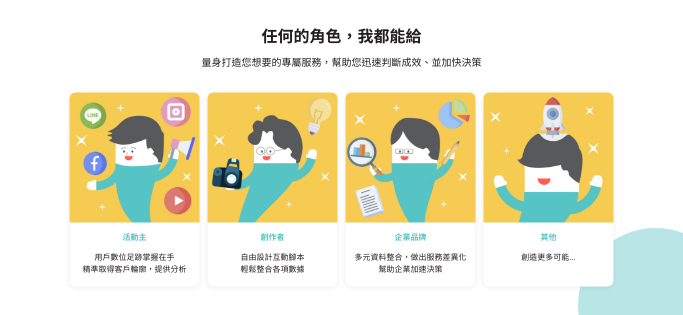 任何的角色，我都能給
量身打造您想要的專屬服務，幫助您迅速判斷成效、並加快決策
LINE
活動主
用戶數位足跡掌握在手
精準取得客戶輪廓，提供分析
創作者
自由設計互動腳本
輕鬆整合各項數據
企業品牌
多元資料整合，做出服務差異化
幫助企業加速決策
其他
創造更多可能...